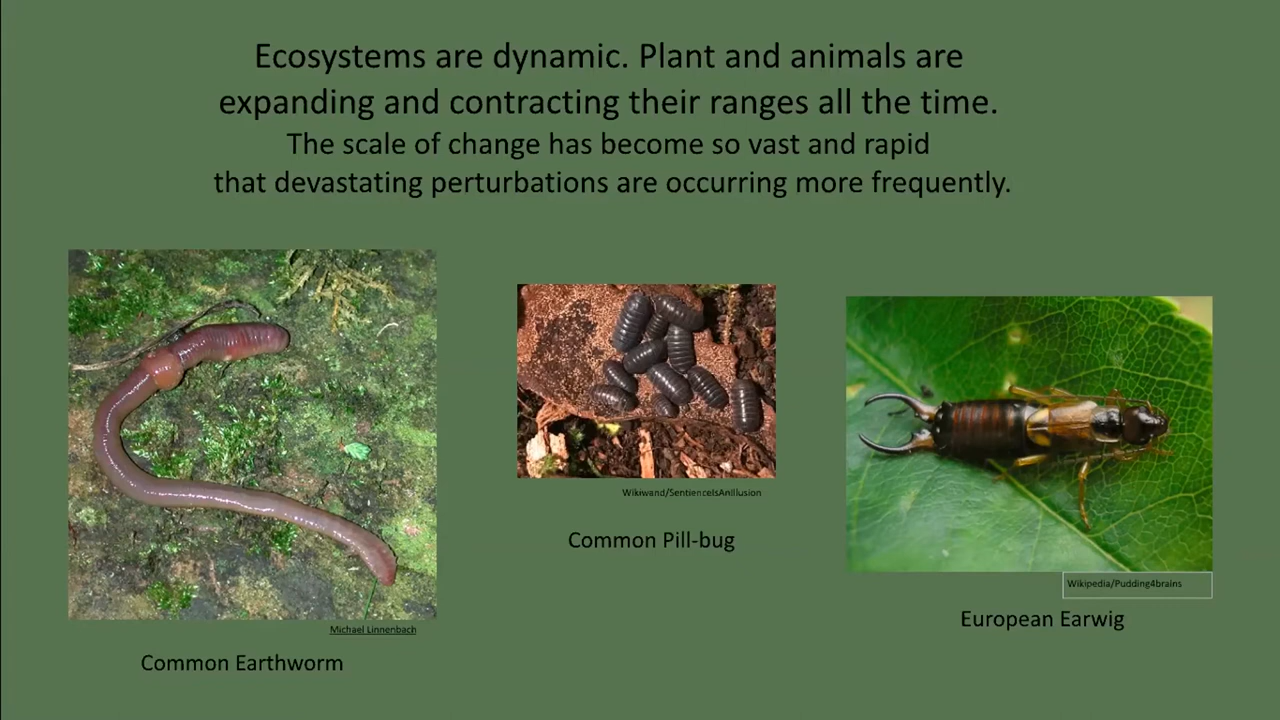 Ecosystems are dynamic. Plant and animals are
expanding and contracting their ranges all the time.
The scale of change has become so vast and rapid
that devastating perturbations are occurring more frequently.
Wikiwand/SentienceIsAnIllusion
Common Pill-bug
Wikipedia/Pudding4brains
European Earwig
Michael Linnenbach
Common Earthworm